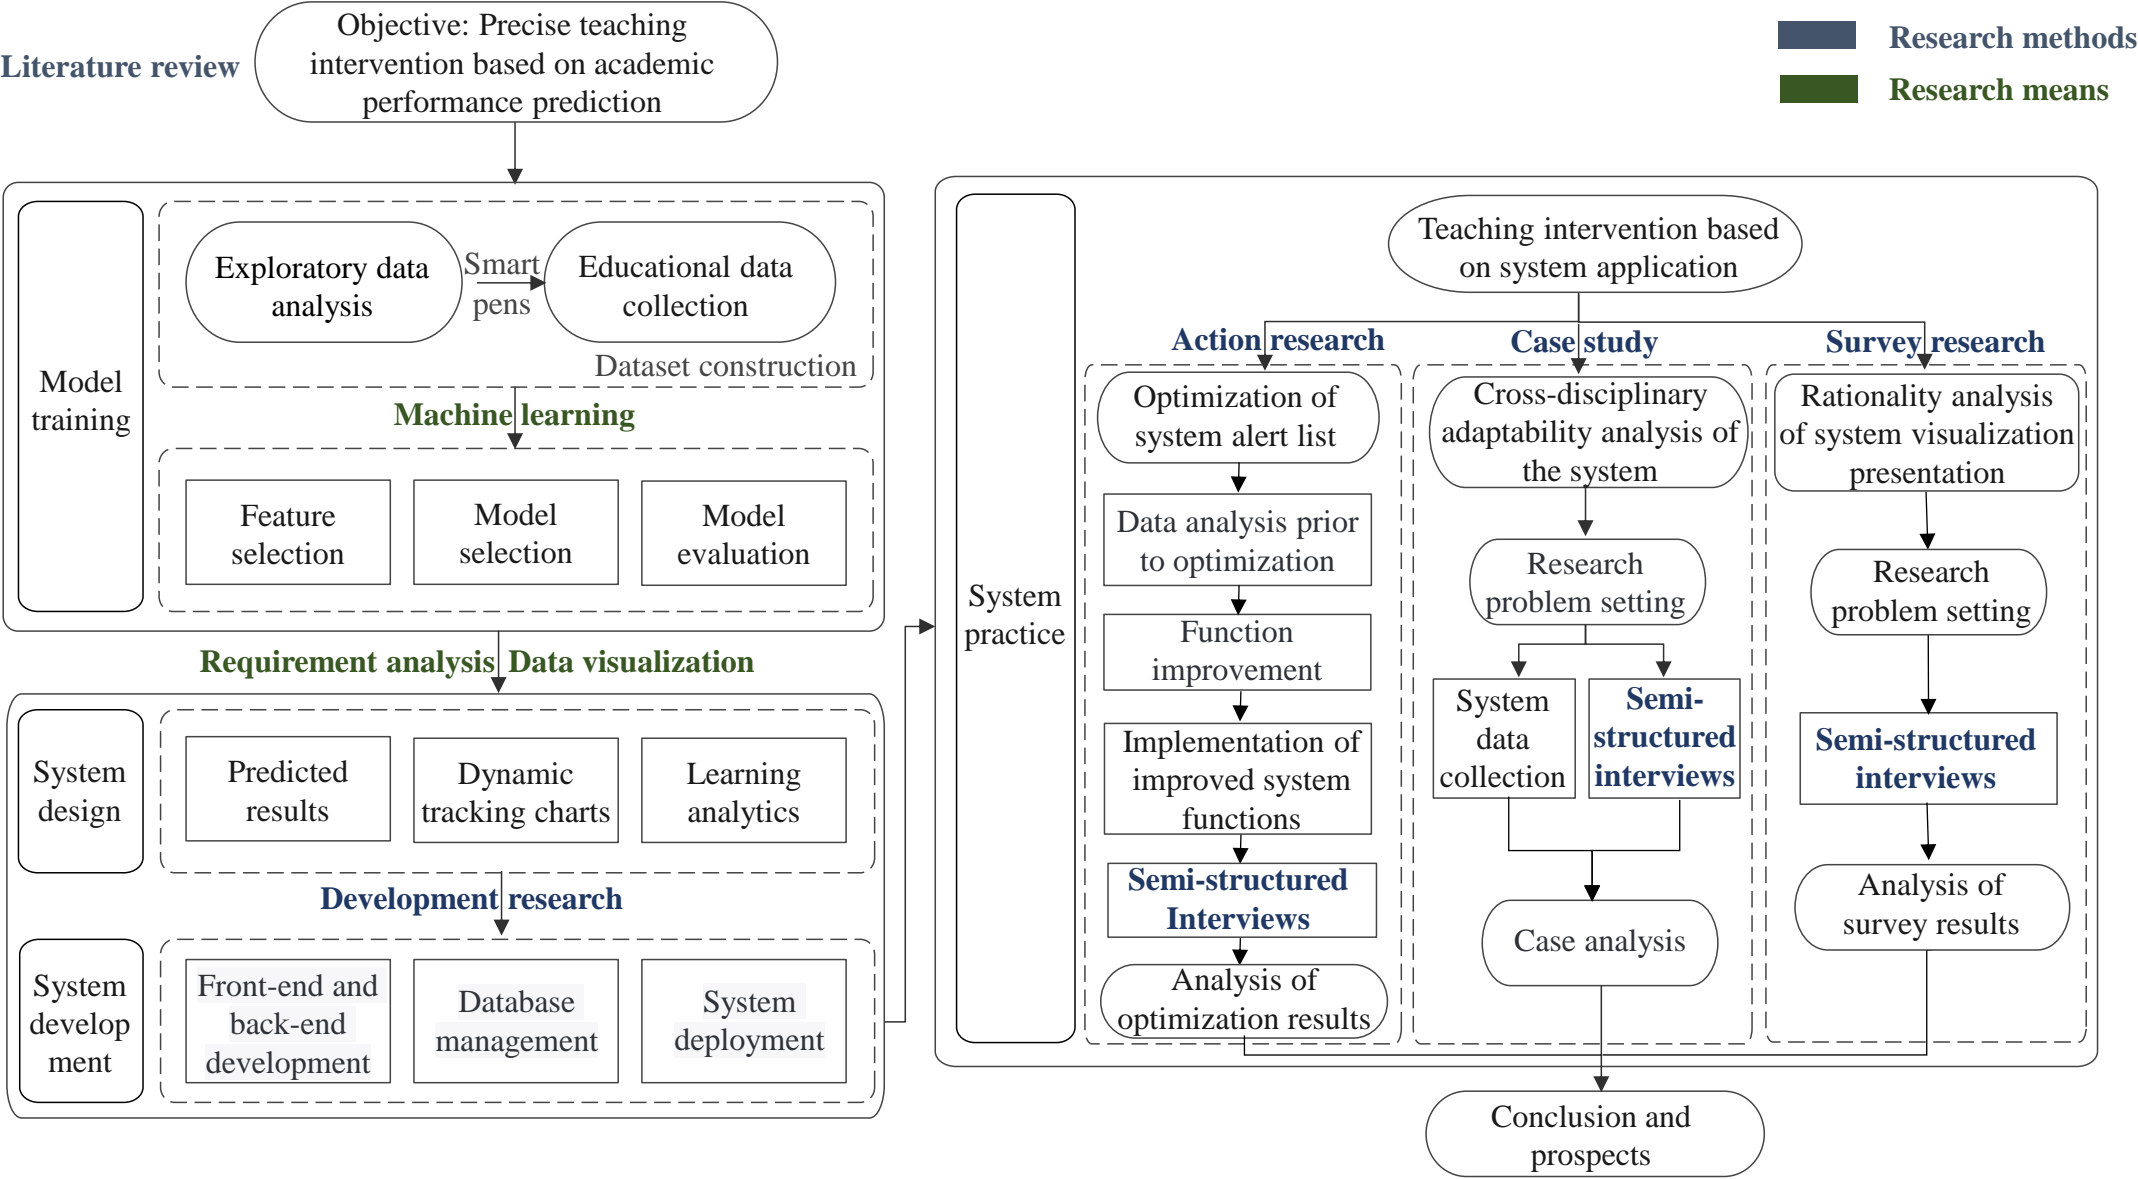 Literature review
Objective: Precise teaching
intervention based on academic
performance prediction
Research methods
Research means
Model
training
Exploratory data
analysis
Smart
pens
Educational data
collection
Dataset construction
Machine learning
Feature
selection
Model
selection
Model
evaluation
Requirement analysis Data visualization
System
design
Predicted
results
Dynamic
tracking charts
Learning
analytics
Development research
System
develop
ment
Front-end and
back-end
development
Database
management
System
deployment
System
practice
Teaching intervention based
on system application
Action research
Optimization of
system alert list
Data analysis prior
to optimization
Function
improvement
Implementation of
improved system
functions
Semi-structured
Interviews
Analysis of
optimization results
Case study
Cross-disciplinary
adaptability analysis of
the system
Research
problem setting
System
data
collection
Semi-
structured
interviews
Case analysis
Survey research
Rationality analysis
of system visualization
presentation
Research
problem setting
Semi-structured
interviews
Analysis of
survey results
Conclusion and
prospects